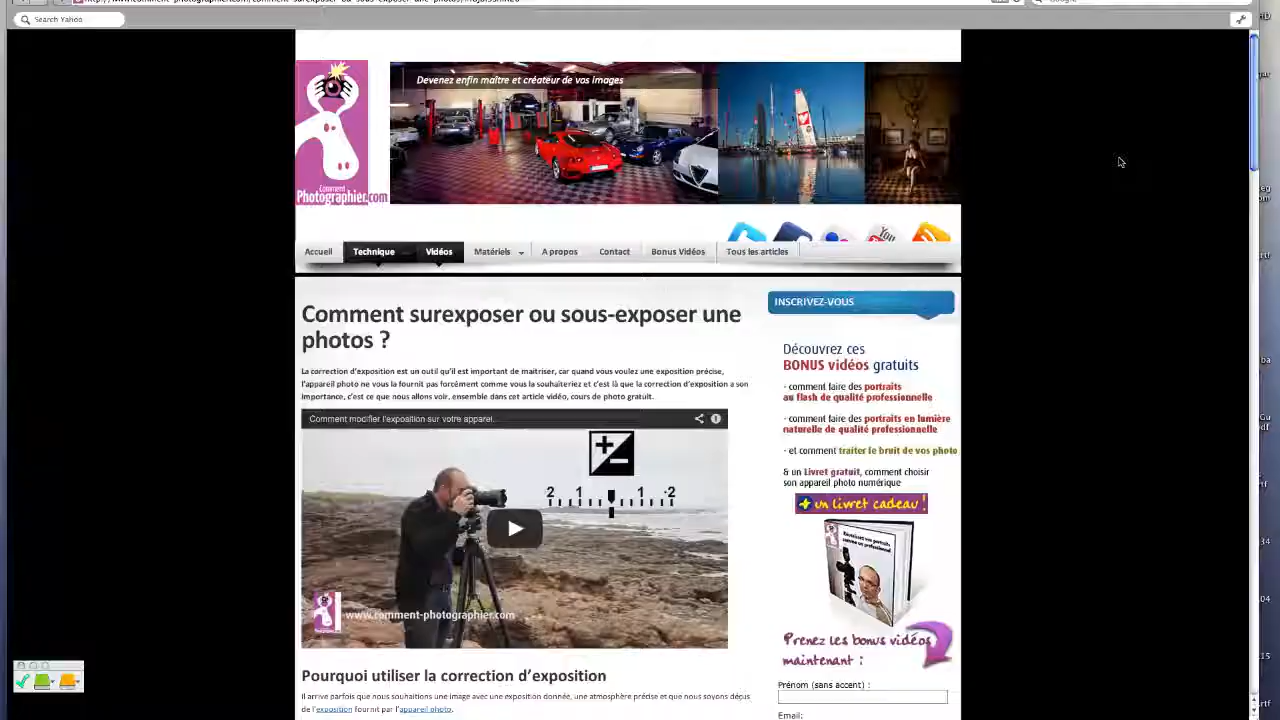 Search Yahoo
Devenez enfin maître et créateur de vos images
Comment
Photographier.com
You
Accueil
Technique
Vidéos
Matériels
A propos
Contact
Bonus Vidéos
Tous les articles
Comment surexposer ou sous-exposer une
photos ?
La correction d'exposition est un outil qu'il est important de maitriser, car quand vous voulez une exposition précise,
l'appareil photo ne vous la fournit pas forcément comme vous la souhaiteriez et c'est là que la correction d'exposition a son
importance, c'est ce que nous allons voir, ensemble dans cet article vidéo, cours de photo gratuit.
Comment modifier l'exposition sur votre appareil...
2 1 1 -2
www.comment-photographier.com
Pourquoi utiliser la correction d'exposition
Il arrive parfois que nous souhaitions une image avec une exposition donnée, une atmosphère précise et que nous soyons déçus
de l'exposition fournit par l'appareil photo.
INSCRIVEZ-VOUS
Découvrez ces
BONUS vidéos gratuits
- comment faire des portraits
au flash de qualité professionnelle
- comment faire des portraits en lumière
naturelle de qualité professionnelle
- et comment traiter le bruit de vos photo
& un Livret gratuit, comment choisir
son appareil photo numérique
+ un livret cadeau !
Réussissez vos portraits
comme un professionnel
Prenez les bonus vidéos
maintenant :
Prénom (sans accent) :
Email: